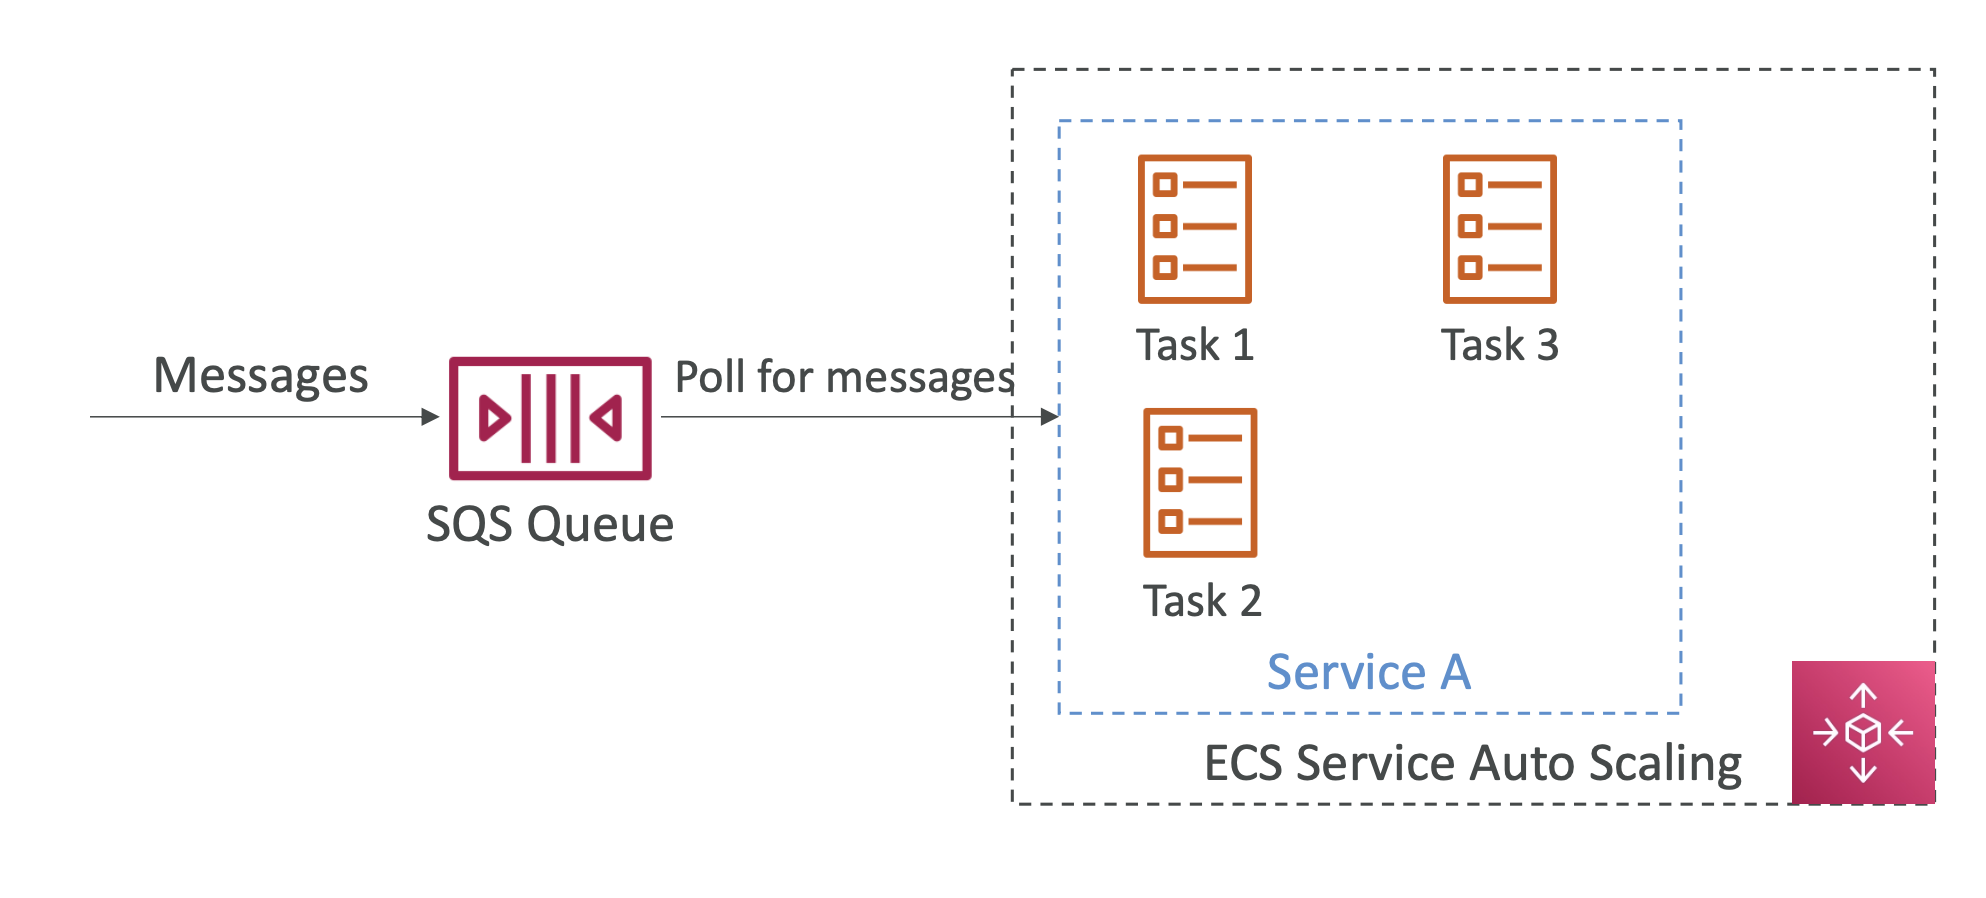 Messages
SQS Queue
Poll for messages
Task 1
Task 3
Task 2
Service A
ECS Service Auto Scaling